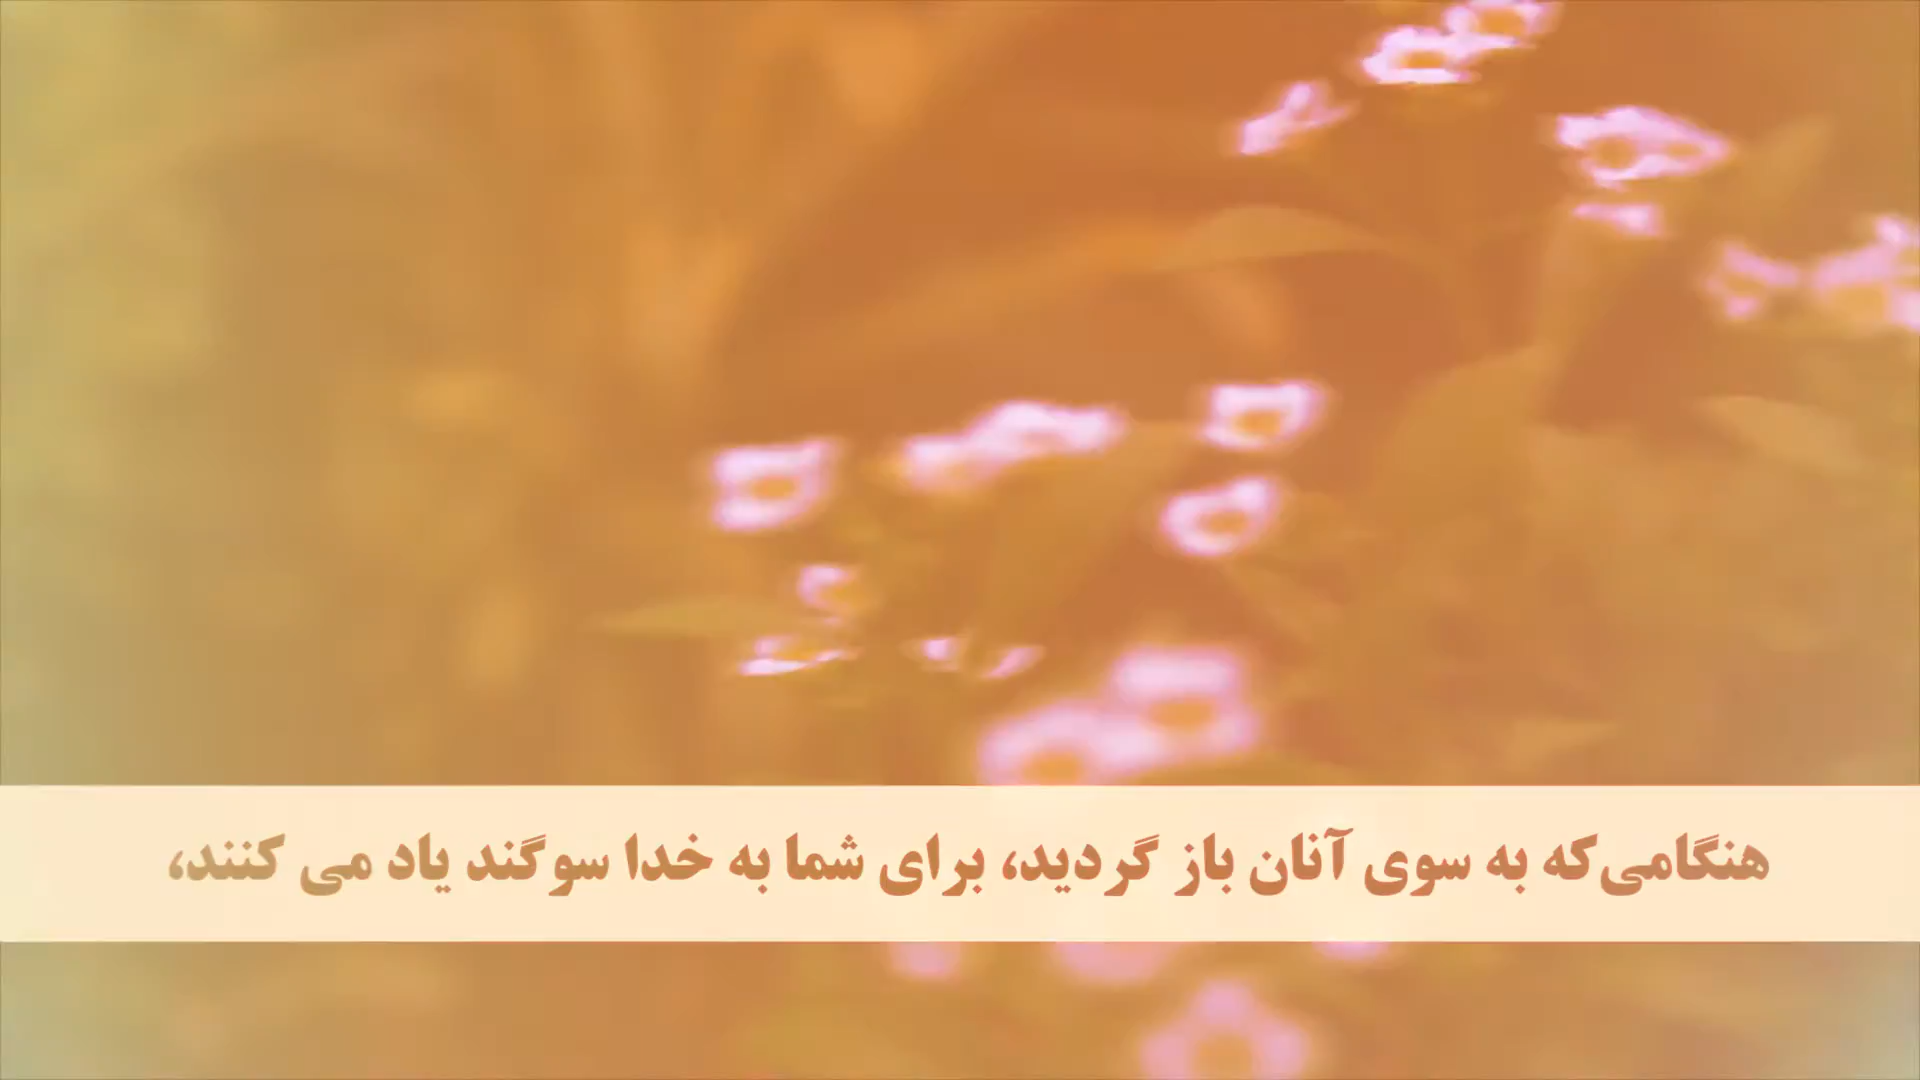 هنگامی‌که به سوی آنان باز گردید، برای شما به خدا سوگند یاد می کنند،